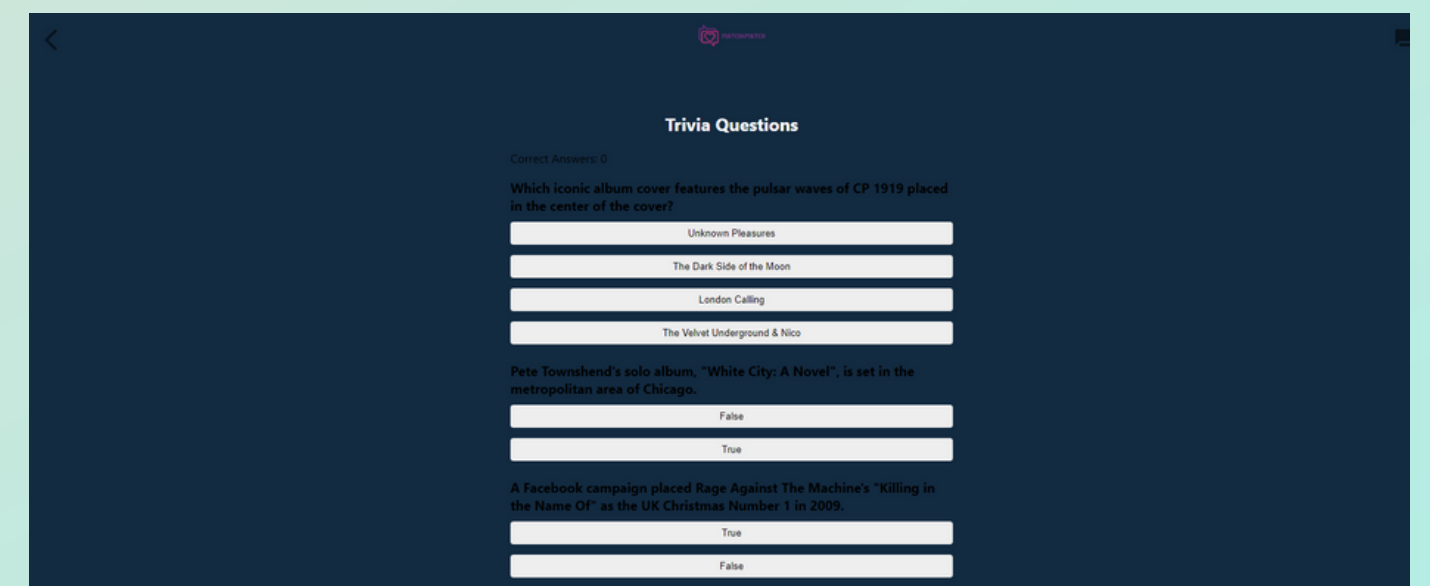 Trivia Questions
Correct Answers: 0
Which iconic album cover features the pulsar waves of CP 1919 placed
in the center of the cover?
Unknown Pleasures
The Dark Side of the Moon
London Calling
The Velvet Underground & Nico
Pete Townshend's solo album, "White City: A Novel", is set in the
metropolitan area of Chicago.
False
True
A Facebook campaign placed Rage Against The Machine's "Killing in
the Name Of" as the UK Christmas Number 1 in 2009.
True
False